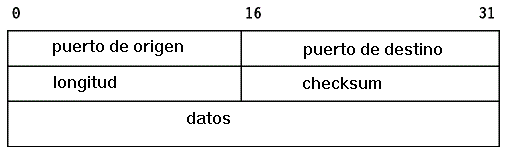 0 16 31
puerto de origen puerto de destino
longitud checksum
datos